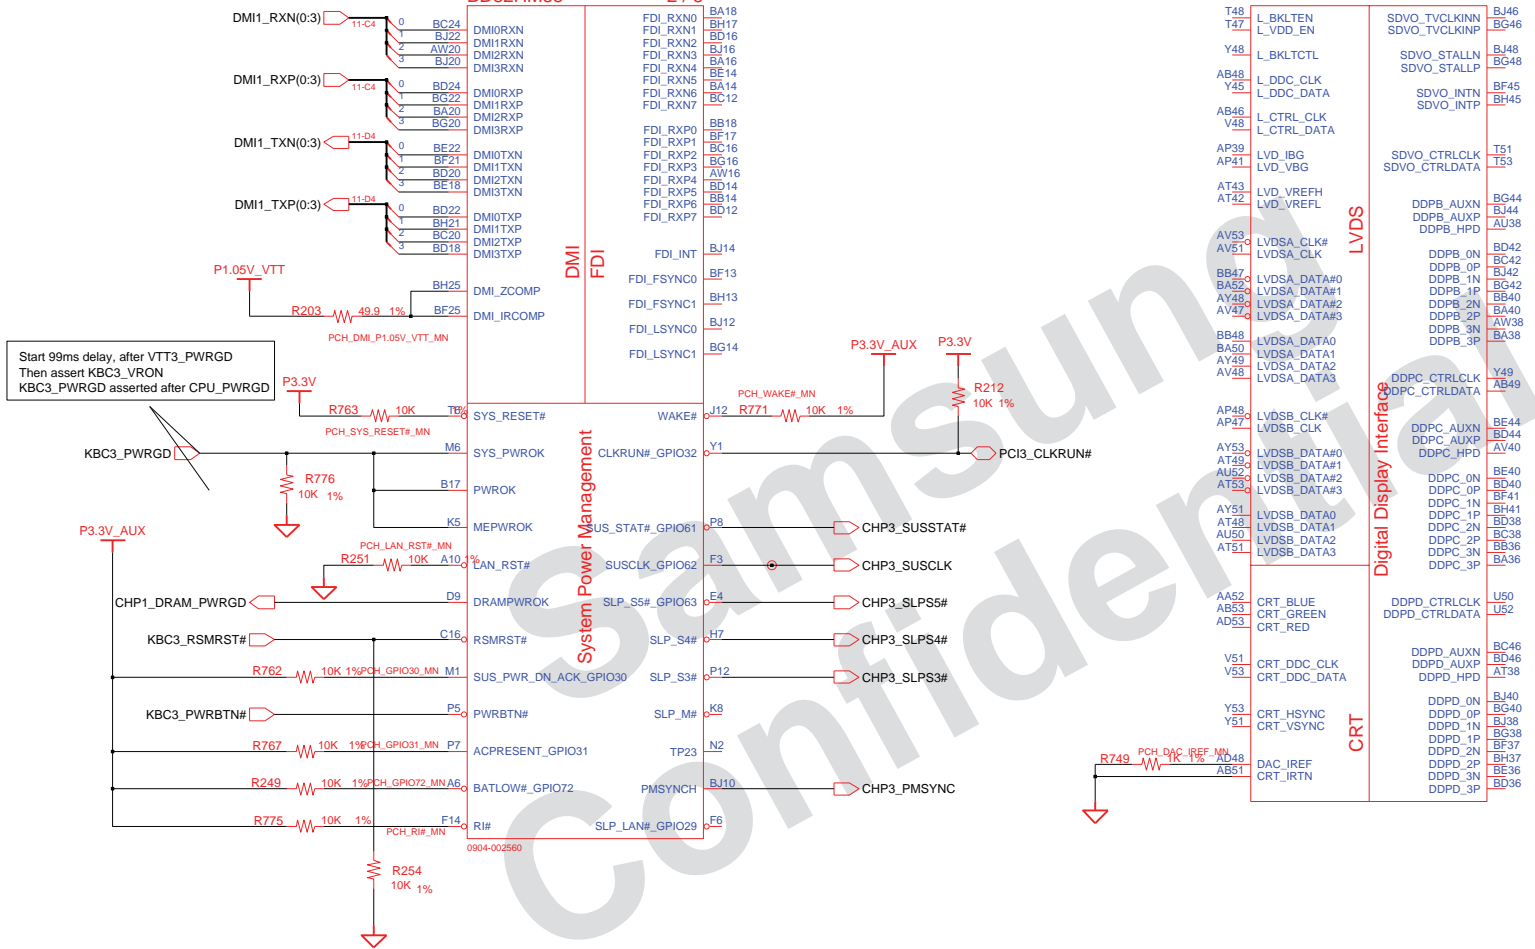 DMI1_RXN(0:3)
11-C4
0
1
2
3
BC24 DMI0RXN
BJ22 DMI1RXN
AW20 DMI2RXN
BJ20 DMI3RXN
DMI1_RXP(0:3)
11-C4
0
1
2
3
BD24 DMI0RXP
BG22 DMI1RXP
BA20 DMI2RXP
BG20 DMI3RXP
DMI1_TXN(0:3)
11-D4
0
1
2
3
BE22 DMI0TXN
BF21 DMI1TXN
BD20 DMI2TXN
BE18 DMI3TXN
DMI1_TXP(0:3)
11-D4
0
1
2
3
BD22 DMI0TXP
BH21 DMI1TXP
BC20 DMI2TXP
BD18 DMI3TXP
P1.05V_VTT
BH25 DMI_ZCOMP
R203 49.9 1% BF25 DMI_IRCOMP
PCH_DMI_P1.05V_VTT_MN
DMI
FDI
FDI_RXN0 BA18
FDI_RXN1 BH17
FDI_RXN2 BD16
FDI_RXN3 BJ16
FDI_RXN4 BA16
FDI_RXN5 BE14
FDI_RXN6 BA14
FDI_RXN7 BC12
FDI_RXP0 BB18
FDI_RXP1 BF17
FDI_RXP2 BC16
FDI_RXP3 BG16
FDI_RXP4 AW16
FDI_RXP5 BD14
FDI_RXP6 BB14
FDI_RXP7 BD12
FDI_INT BJ14
FDI_FSYNC0 BF13
FDI_FSYNC1 BH13
FDI_LSYNC0 BJ12
FDI_LSYNC1 BG14
Start 99ms delay, after VTT3_PWRGD
Then assert KBC3_VRON
KBC3_PWRGD asserted after CPU_PWRGD
P3.3V
R763 10K 1% T6 SYS_RESET#
PCH_SYS_RESET#_MN
KBC3_PWRGD M6 SYS_PWROK
R776
10K 1%
B17 PWROK
K5 MEPWROK
P3.3V_AUX
PCH_LAN_RST#_MN
R251 10K 1% A10 LAN_RST#
CHP1_DRAM_PWRGD D9 DRAMPWROK
KBC3_RSMRST# C16 RSMRST#
R762 10K 1% PCH_GPIO30_MN M1 SUS_PWR_DN_ACK_GPIO30
KBC3_PWRBTN# P5 PWRBTN#
R767 10K 1% PCH_GPIO31_MN P7 ACPRESENT_GPIO31
R249 10K 1% PCH_GPIO72_MN A6 BATLOW#_GPIO72
R775 10K 1% PCH_RI#_MN F14 RI#
0904-002560
R254
10K 1%
System Power Management
P3.3V_AUX
P3.3V
PCH_WAKE#_MN
WAKE# J12 R771 10K 1%
R212
10K 1%
CLKRUN#_GPIO32 Y1 PCI3_CLKRUN#
SUS_STAT#_GPIO61 P8 CHP3_SUSSTAT#
SUSCLK_GPIO62 F3 CHP3_SUSCLK
SLP_S5#_GPIO63 E4 CHP3_SLPS5#
SLP_S4# H7 CHP3_SLPS4#
SLP_S3# P12 CHP3_SLPS3#
SLP_M# K8
TP23 N2
PMSYNCH BJ10 CHP3_PMSYNC
SLP_LAN#_GPIO29 F6
T48 L_BKLTEN
T47 L_VDD_EN
Y48 L_BKLTCTL
AB48 L_DDC_CLK
Y45 L_DDC_DATA
AB46 L_CTRL_CLK
V48 L_CTRL_DATA
AP39 LVD_IBG
AP41 LVD_VBG
AT43 LVD_VREFH
AT42 LVD_VREFL
AV53 LVDSA_CLK#
AV51 LVDSA_CLK
BB47 LVDSA_DATA#0
BA52 LVDSA_DATA#1
AY48 LVDSA_DATA#2
AV47 LVDSA_DATA#3
BB48 LVDSA_DATA0
BA50 LVDSA_DATA1
AY49 LVDSA_DATA2
AV48 LVDSA_DATA3
AP48 LVDSB_CLK#
AP47 LVDSB_CLK
AY53 LVDSB_DATA#0
AT49 LVDSB_DATA#1
AU52 LVDSB_DATA#2
AT53 LVDSB_DATA#3
AY51 LVDSB_DATA0
AT48 LVDSB_DATA1
AU50 LVDSB_DATA2
AT51 LVDSB_DATA3
AA52 CRT_BLUE
AB53 CRT_GREEN
AD53 CRT_RED
V51 CRT_DDC_CLK
V53 CRT_DDC_DATA
Y53 CRT_HSYNC
Y51 CRT_VSYNC
PCH_DAC_IREF_MN
R749 1K 1% AD48 DAC_IREF
AB51 CRT_IRTN
LVDS
Digital Display Interface
CRT
SDVO_TVCLKINN BJ46
SDVO_TVCLKINP BG46
SDVO_STALLN BJ48
SDVO_STALLP BG48
SDVO_INTN BF45
SDVO_INTP BH45
SDVO_CTRLCLK T51
SDVO_CTRLDATA T53
DDPB_AUXN BG44
DDPB_AUXP BJ44
DDPB_HPD AU38
DDPB_0N BD42
DDPB_0P BC42
DDPB_1N BJ42
DDPB_1P BG42
DDPB_2N BB40
DDPB_2P BA40
DDPB_3N AW38
DDPB_3P BA38
DDPC_CTRLCLK Y49
DDPC_CTRLDATA AB49
DDPC_AUXN BE44
DDPC_AUXP BD44
DDPC_HPD AV40
DDPC_0N BE40
DDPC_0P BD40
DDPC_1N BF41
DDPC_1P BH41
DDPC_2N BD38
DDPC_2P BC38
DDPC_3N BB36
DDPC_3P BA36
DDPD_CTRLCLK U50
DDPD_CTRLDATA U52
DDPD_AUXN BC46
DDPD_AUXP BD46
DDPD_HPD AT38
DDPD_0N BJ40
DDPD_0P BG40
DDPD_1N BJ38
DDPD_1P BG38
DDPD_2N BF37
DDPD_2P BH37
DDPD_3N BE36
DDPD_3P BD36
Samsung
Confidential